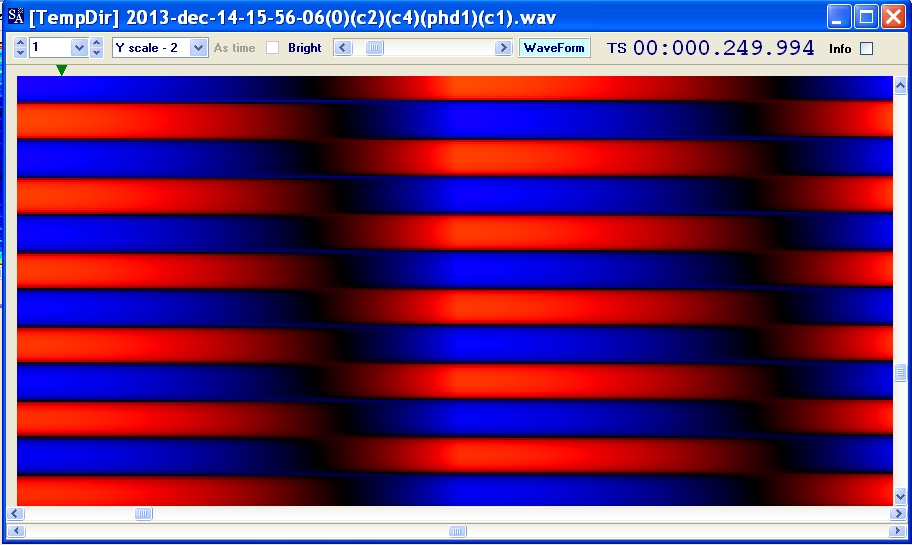 SA [TempDir] 2013-dec-14-15-56-06(0)(c2)(c4)(phd1)(c1).wav
1 Y scale - 2 As time Bright WaveForm TS 00:000.249.994 Info